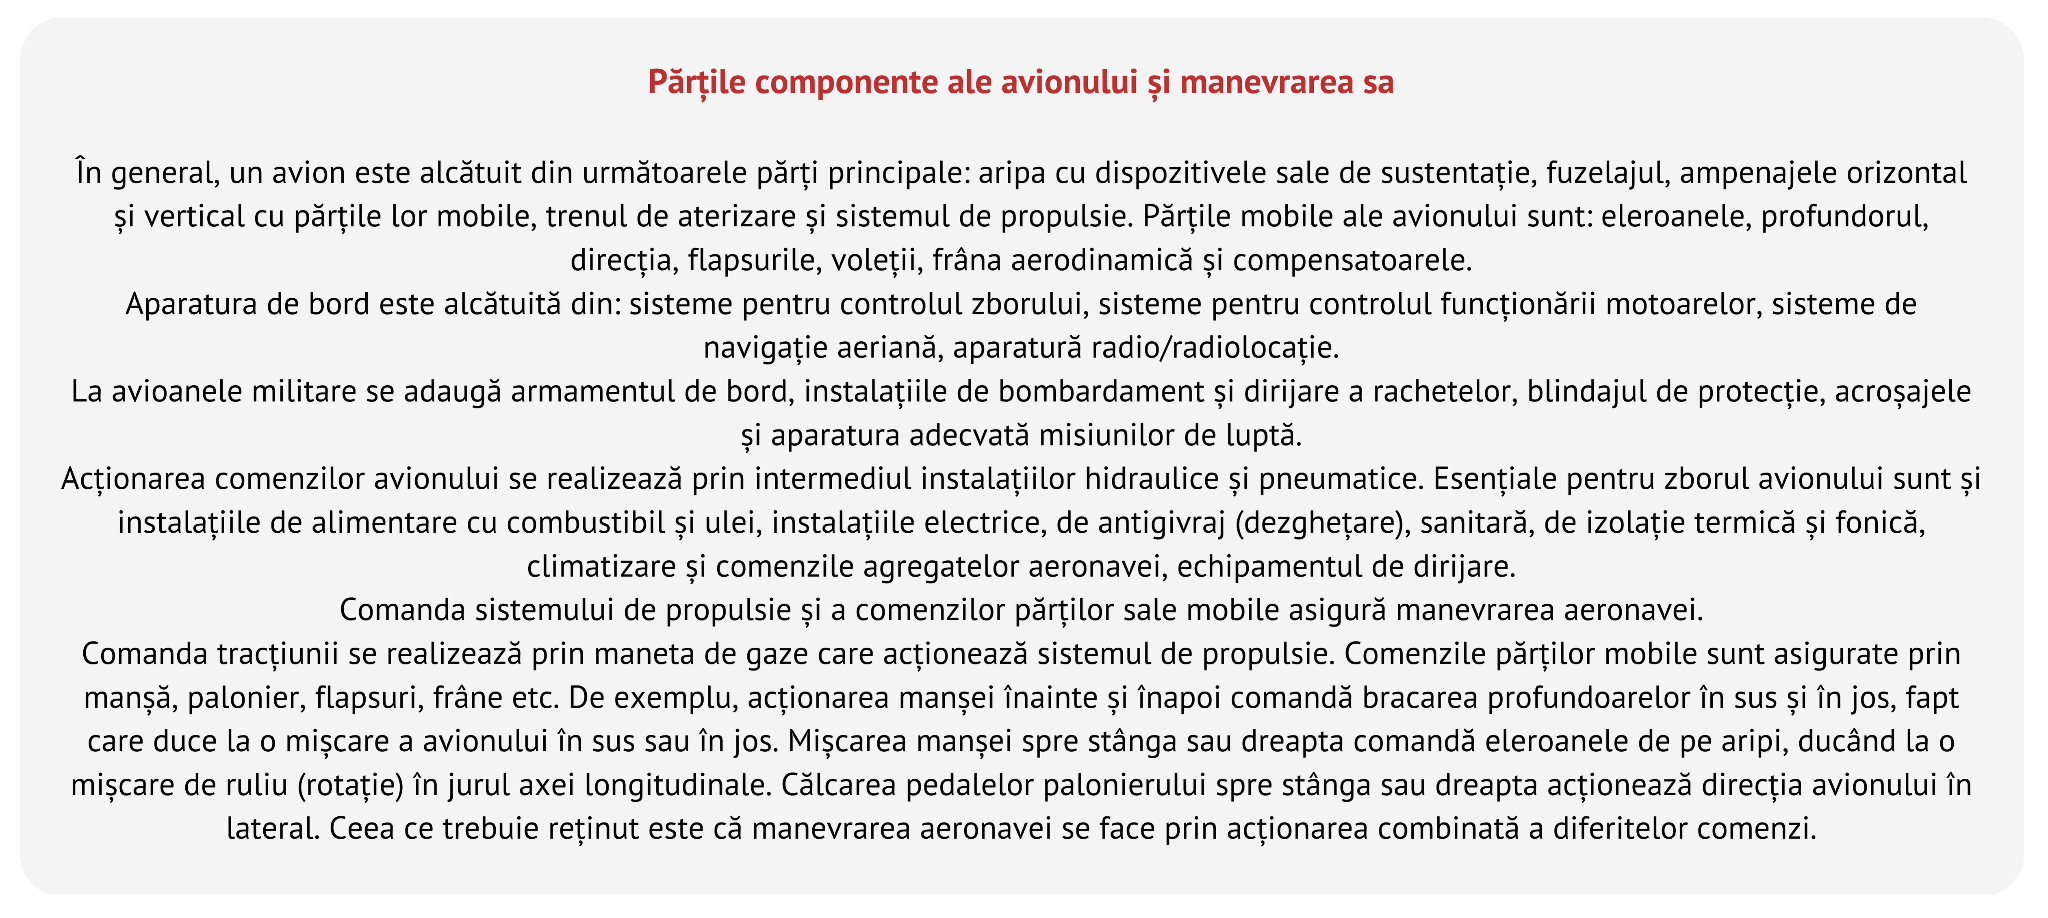 Părțile componente ale avionului și manevrarea sa
În general, un avion este alcătuit din următoarele părți principale: aripa cu dispozitivele sale de sustentație, fuzelajul, ampenajele orizontal
și vertical cu părțile lor mobile, trenul de aterizare și sistemul de propulsie. Părțile mobile ale avionului sunt: eleroanele, profundorul,
direcția, flapsurile, voleții, frâna aerodinamică și compensatoarele.
Aparatura de bord este alcătuită din: sisteme pentru controlul zborului, sisteme pentru controlul funcționării motoarelor, sisteme de
navigație aeriană, aparatură radio/radiolocație.
La avioanele militare se adaugă armamentul de bord, instalațiile de bombardament și dirijare a rachetelor, blindajul de protecție, acroșajele
și aparatura adecvată misiunilor de luptă.
Acționarea comenzilor avionului se realizează prin intermediul instalațiilor hidraulice și pneumatice. Esențiale pentru zborul avionului sunt și
instalațiile de alimentare cu combustibil și ulei, instalațiile electrice, de antigivraj (dezghețare), sanitară, de izolație termică și fonică,
climatizare și comenzile agregatelor aeronavei, echipamentul de dirijare.
Comanda sistemului de propulsie și a comenzilor părților sale mobile asigură manevrarea aeronavei.
Comanda tracțiunii se realizează prin maneta de gaze care acționează sistemul de propulsie. Comenzile părților mobile sunt asigurate prin
manșă, palonier, flapsuri, frâne etc. De exemplu, acționarea manșei înainte și înapoi comandă bracarea profundoarelor în sus și în jos, fapt
care duce la o mișcare a avionului în sus sau în jos. Mișcarea manșei spre stânga sau dreapta comandă eleroanele de pe aripi, ducând la o
mișcare de ruliu (rotație) în jurul axei longitudinale. Călcarea pedalelor palonierului spre stânga sau dreapta acționează direcția avionului în
lateral. Ceea ce trebuie reținut este că manevrarea aeronavei se face prin acționarea combinată a diferitelor comenzi.